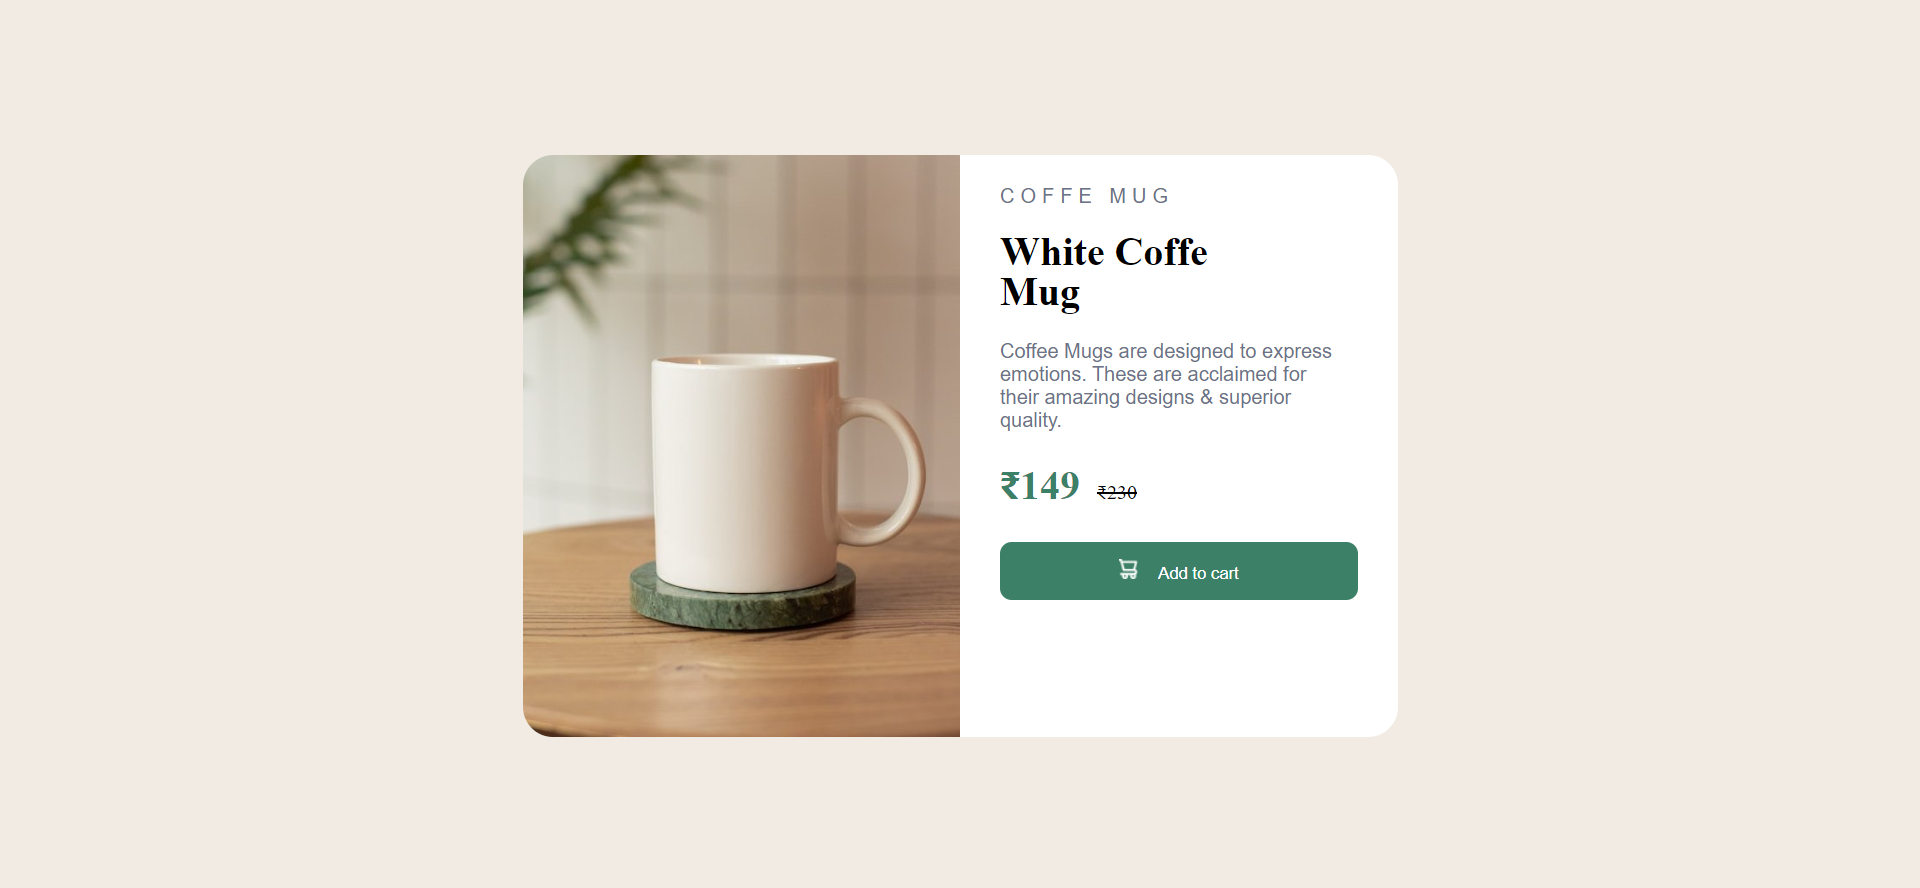 COFFE MUG
White Coffe
Mug
Coffee Mugs are designed to express
emotions. These are acclaimed for
their amazing designs & superior
quality.
₹149 ₹230
Add to cart